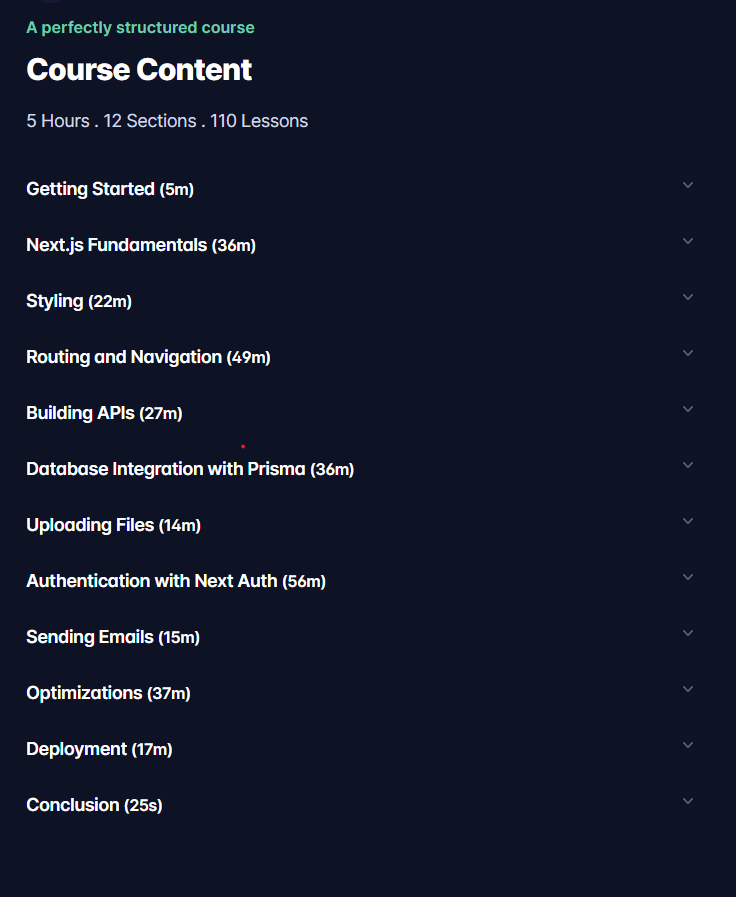 A perfectly structured course
Course Content
5 Hours . 12 Sections . 110 Lessons
Getting Started (5m)
Next.js Fundamentals (36m)
Styling (22m)
Routing and Navigation (49m)
Building APIs (27m)
Database Integration with Prisma (36m)
Uploading Files (14m)
Authentication with Next Auth (56m)
Sending Emails (15m)
Optimizations (37m)
Deployment (17m)
Conclusion (25s)